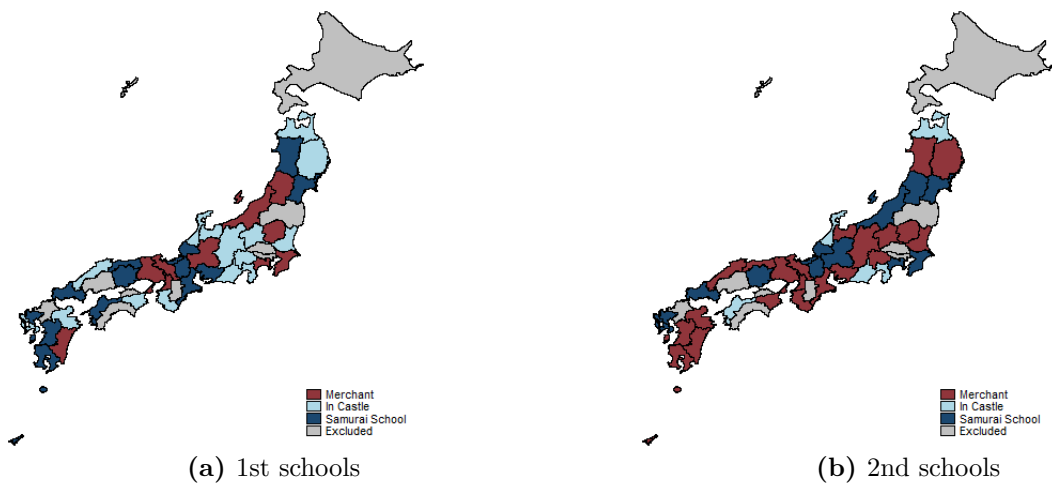 Merchant
In Castle
Samurai School
Excluded
Merchant
In Castle
Samurai School
Excluded
(a) 1st schools
(b) 2nd schools